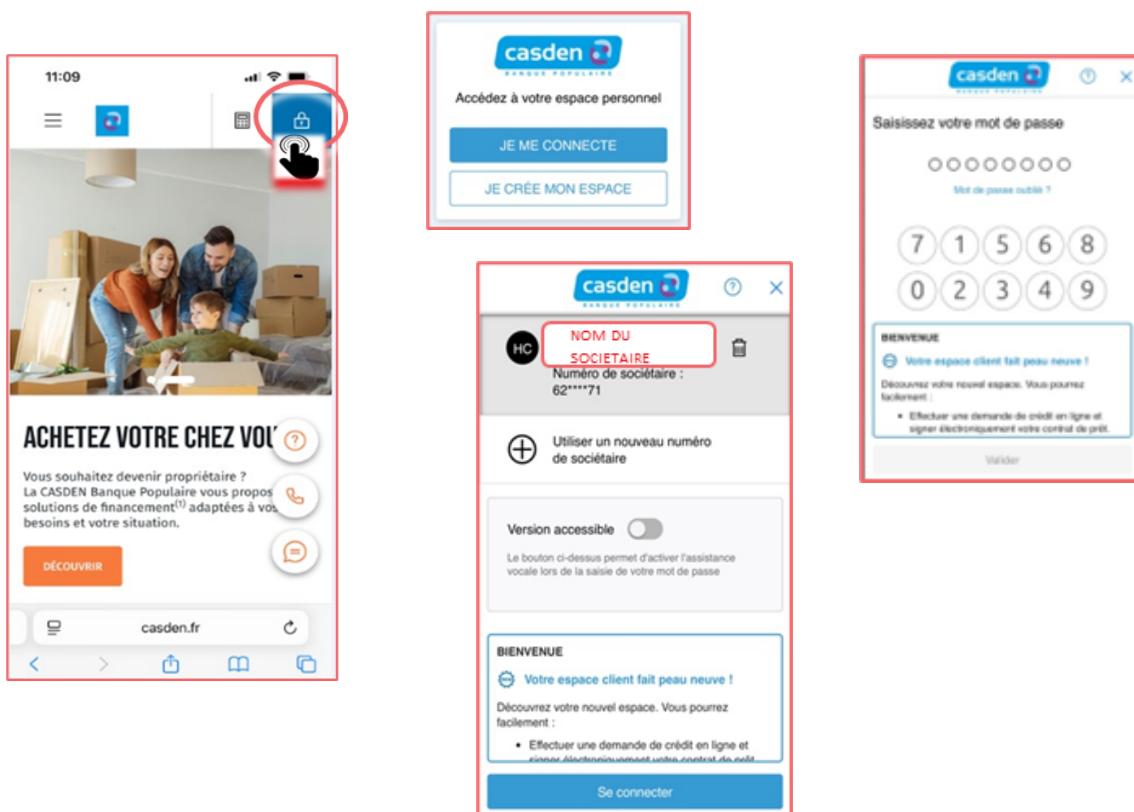 11:09
ACHETEZ VOTRE CHEZ VOU
Vous souhaitez devenir propriétaire ?
La CASDEN Banque Populaire vous propos
solutions de financement(1) adaptées à vos
besoins et votre situation.
DÉCOUVRIR
casden.fr
casden
BANQUE POPULAIRE
Accédez à votre espace personnel
JE ME CONNECTE
JE CRÉE MON ESPACE
casden
BANQUE POPULAIRE
HC
NOM DU
SOCIETAIRE
Numéro de sociétaire :
62****71
Utiliser un nouveau numéro
de sociétaire
Version accessible
Le bouton ci-dessus permet d'activer l'assistance
vocale lors de la saisie de votre mot de passe
BIENVENUE
Votre espace client fait peau neuve !
Découvrez votre nouvel espace. Vous pourrez
facilement :
• Effectuer une demande de crédit en ligne et
signer électroniquement votre contrat de prêt.
Se connecter
casden
BANQUE POPULAIRE
Saisissez votre mot de passe
Mot de passe oublié ?
7 1 5 6 8
0 2 3 4 9
BIENVENUE
Votre espace client fait peau neuve !
Découvrez votre nouvel espace. Vous pourrez
facilement :
• Effectuer une demande de crédit en ligne et
signer électroniquement votre contrat de prêt.
Valider